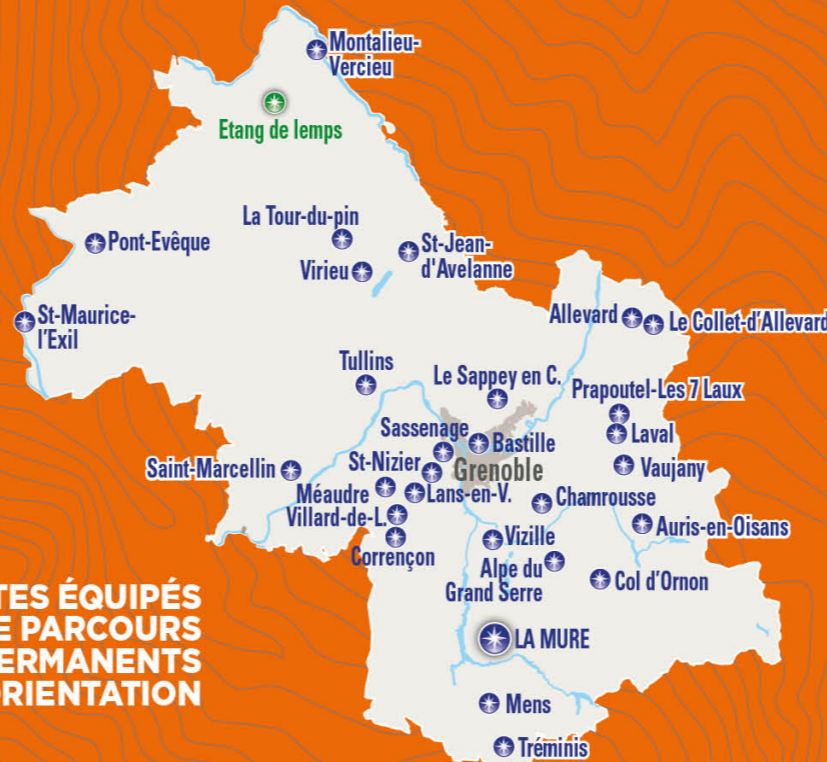 Montalieu-
Vercieu
Etang de lemps
La Tour-du-pin
Pont-Evêque
St-Jean-
d'Avelanne
Virieu
St-Maurice-
l'Exil
Allevard
Le Collet-d'Allevard
Tullins
Le Sappey en C.
Prapoutel-Les 7 Laux
Sassenage
Bastille
Laval
Saint-Marcellin
St-Nizier
Grenoble
Vaujany
Méaudre
Lans-en-V.
Chamrousse
Villard-de-L.
Auris-en-Oisans
Corrençon
Vizille
Alpe du
Grand Serre
Col d'Ornon
TES ÉQUIPÉS
E PARCOURS
ERMANENTS
RIENTATION
LA MURE
Mens
Tréminis